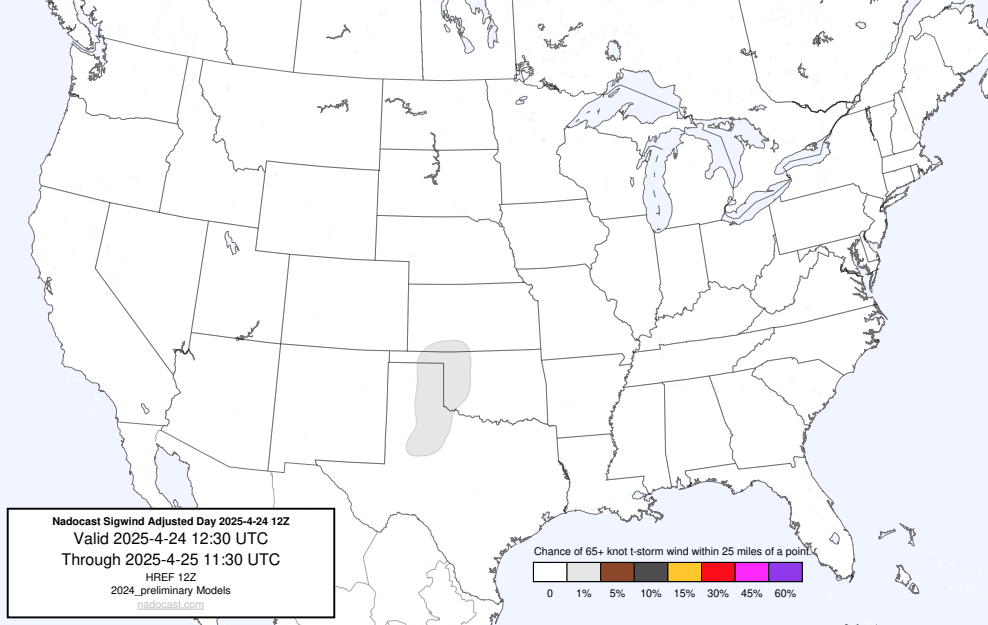 Nadocast Sigwind Adjusted Day 2025-4-24 12Z
Valid 2025-4-24 12:30 UTC
Through 2025-4-25 11:30 UTC
HREF 12Z
2024_preliminary Models
nadocast.com
Chance of 65+ knot t-storm wind within 25 miles of a point.
0 1% 5% 10% 15% 30% 45% 60%